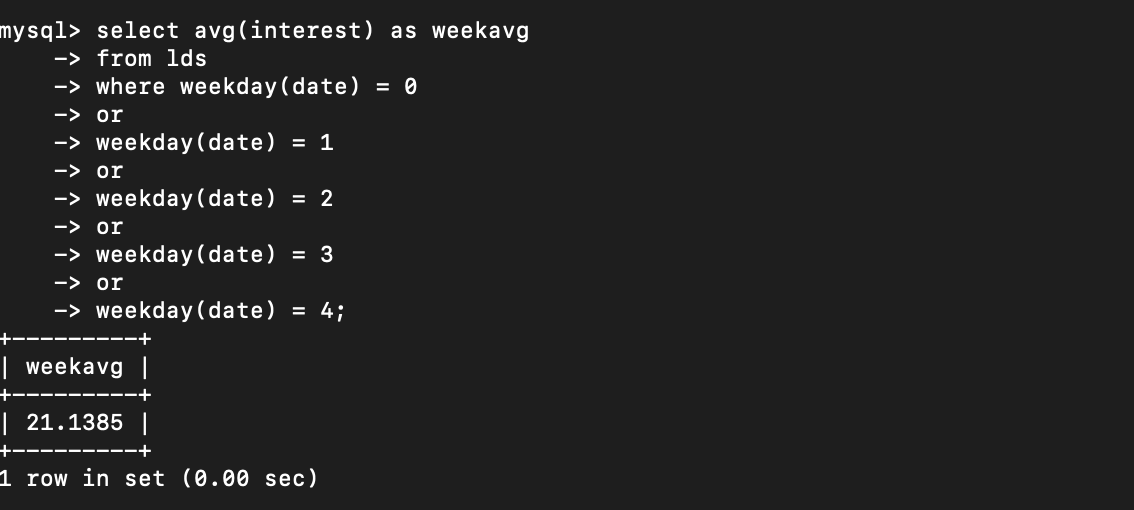 mysql> select avg(interest) as weekavg
    -> from lds
    -> where weekday(date) = 0
    -> or
    -> weekday(date) = 1
    -> or
    -> weekday(date) = 2
    -> or
    -> weekday(date) = 3
    -> or
    -> weekday(date) = 4;
+---------+
| weekavg |
+---------+
| 21.1385 |
+---------+
1 row in set (0.00 sec)